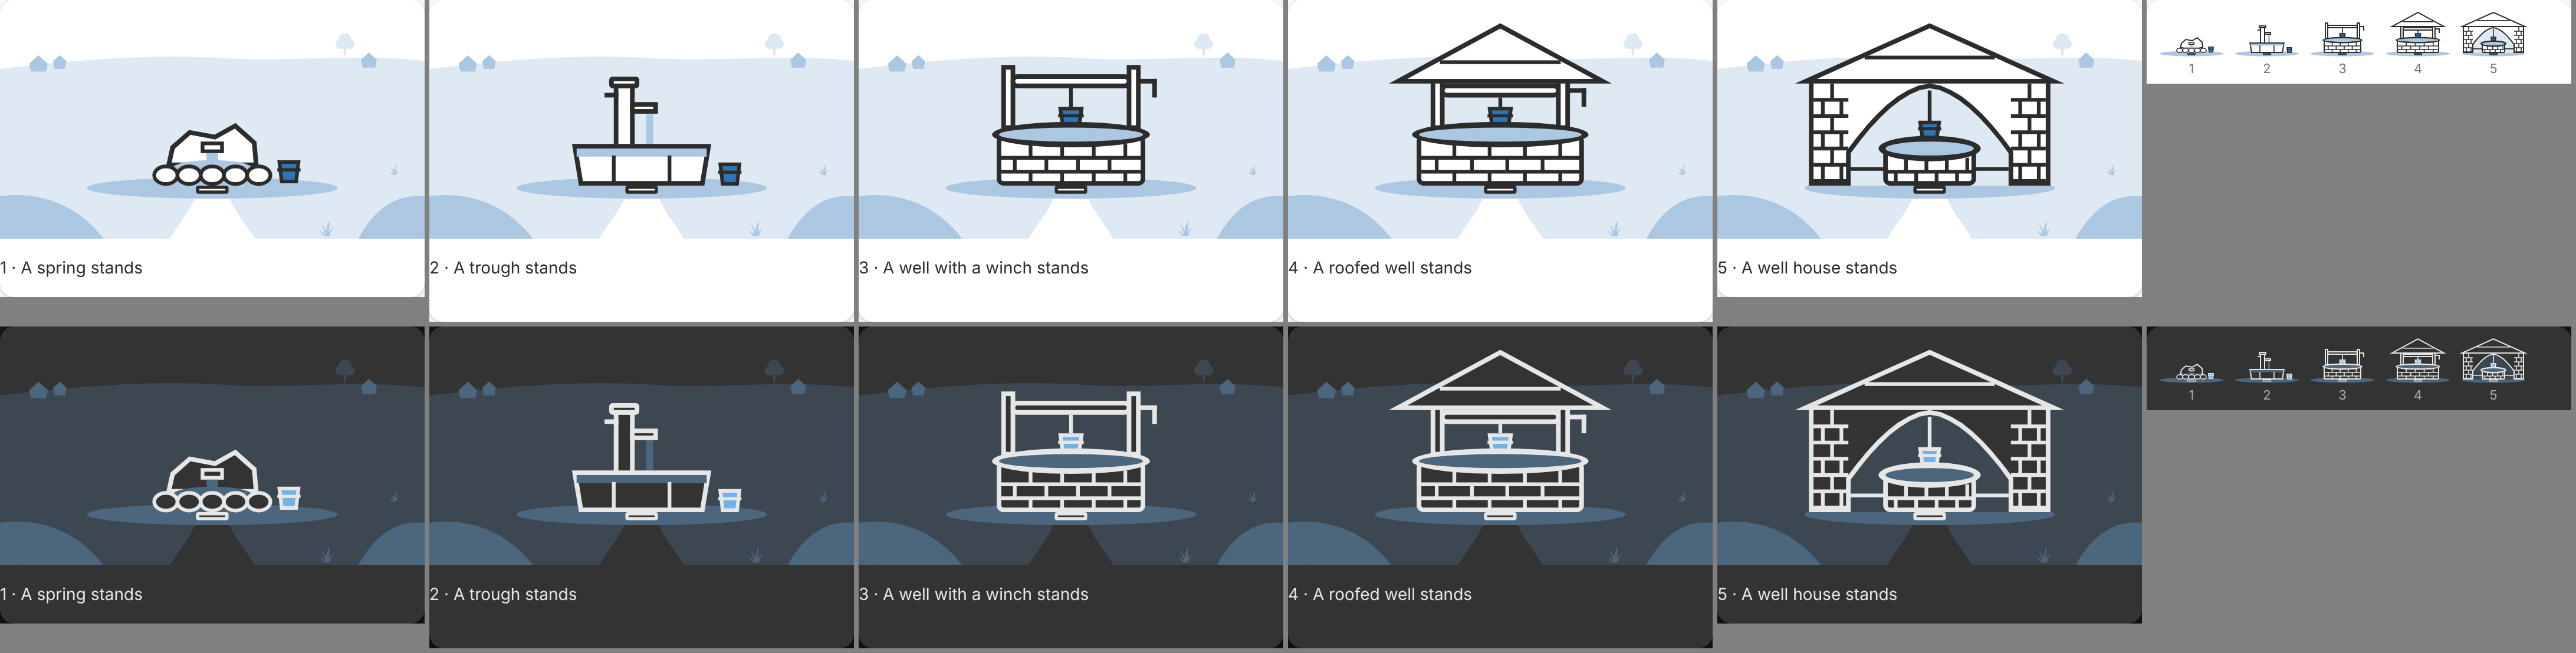 1 · A spring stands
2 · A trough stands
3 · A well with a winch stands
4 · A roofed well stands
5 · A well house stands
1 2 3 4 5
1 · A spring stands
2 · A trough stands
3 · A well with a winch stands
4 · A roofed well stands
5 · A well house stands
1 2 3 4 5